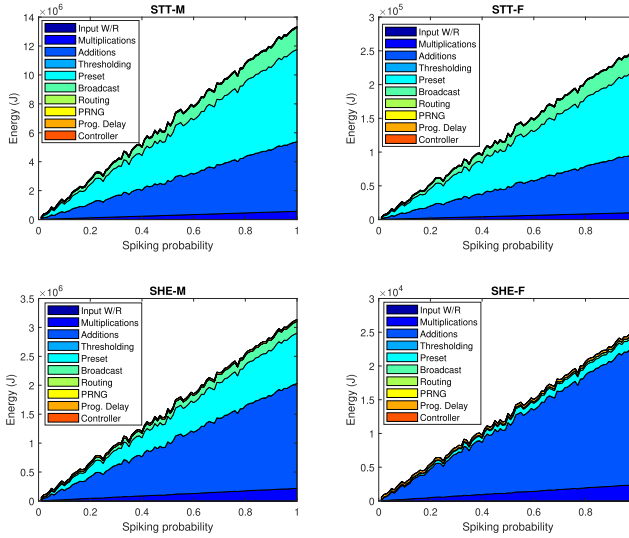 STT-M
×10^6
14
12
10
8
6
4
2
0
Energy (J)
Input W/R
Multiplications
Additions
Thresholding
Preset
Broadcast
Routing
PRNG
Prog. Delay
Controller
0 0.2 0.4 0.6 0.8 1
Spiking probability
STT-F
×10^5
3
2.5
2
1.5
1
0.5
0
Energy (J)
Input W/R
Multiplications
Additions
Thresholding
Preset
Broadcast
Routing
PRNG
Prog. Delay
Controller
0 0.2 0.4 0.6 0.8
Spiking probability
SHE-M
×10^6
3.5
3
2.5
2
1.5
1
0.5
0
Energy (J)
Input W/R
Multiplications
Additions
Thresholding
Preset
Broadcast
Routing
PRNG
Prog. Delay
Controller
0 0.2 0.4 0.6 0.8 1
Spiking probability
SHE-F
×10^4
3
2.5
2
1.5
1
0.5
0
Energy (J)
Input W/R
Multiplications
Additions
Thresholding
Preset
Broadcast
Routing
PRNG
Prog. Delay
Controller
0 0.2 0.4 0.6 0.8
Spiking probability